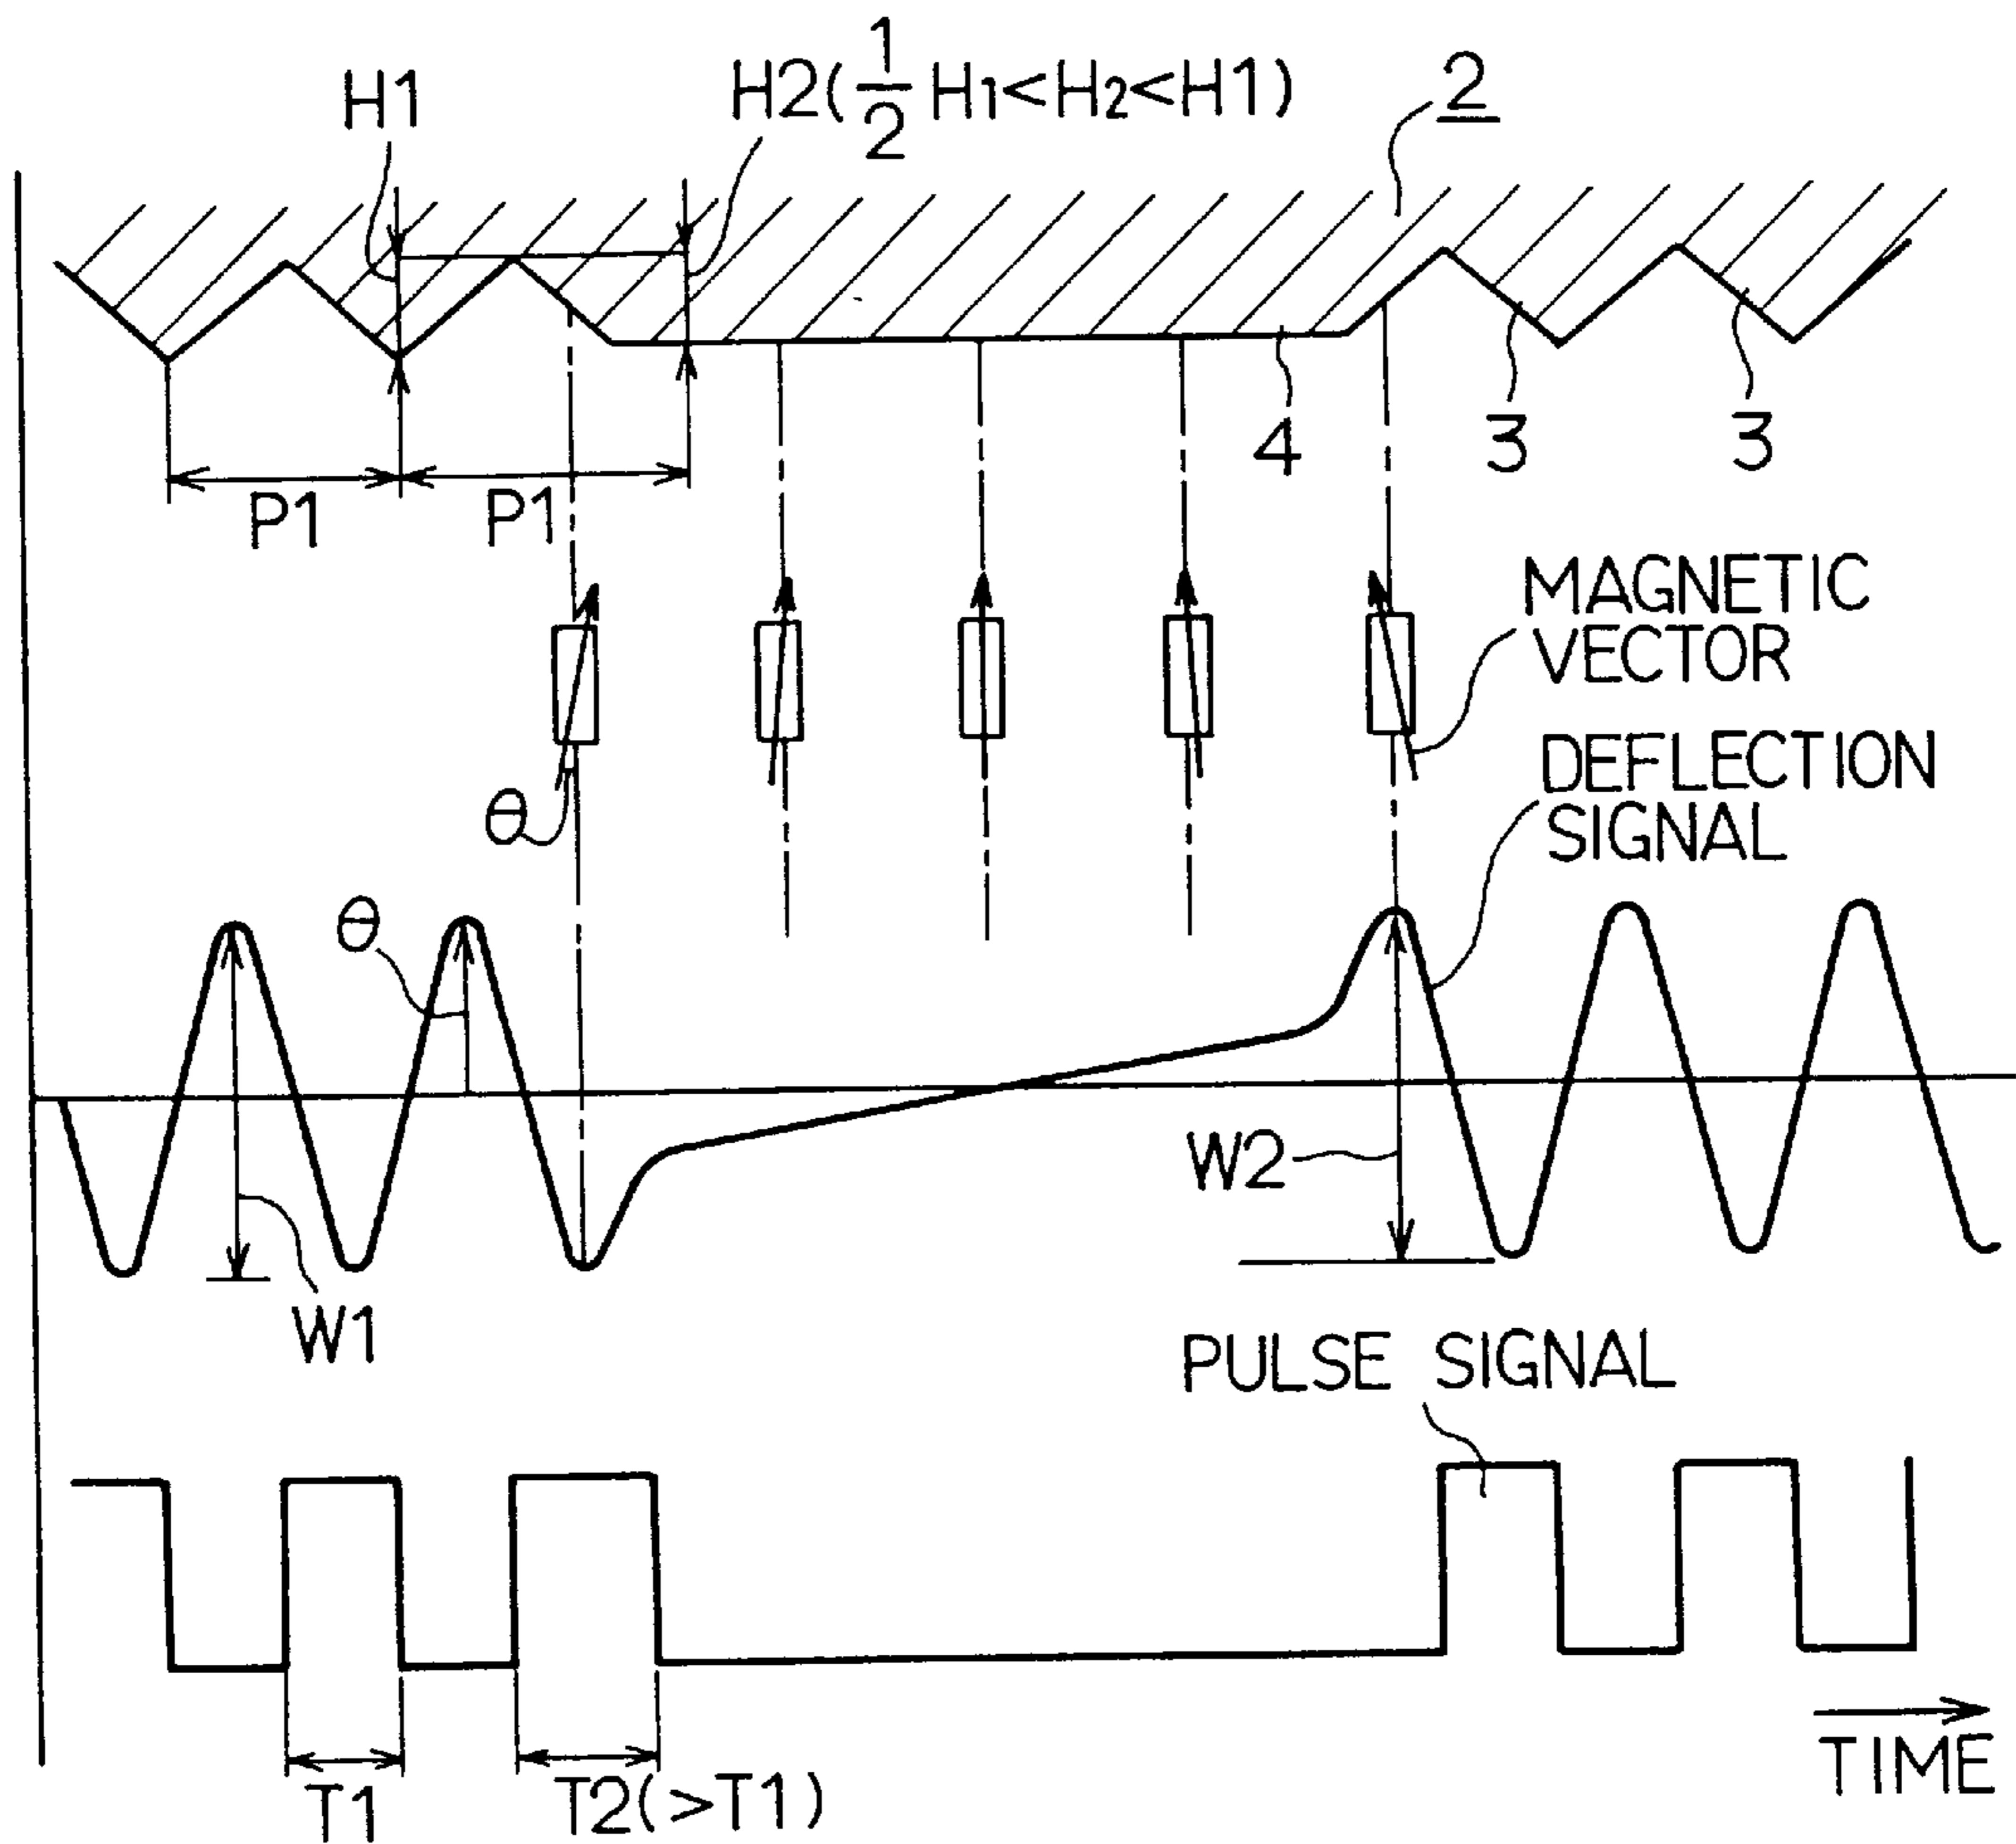 H1
H2(1/2 H1<H2<H1)
2
4
3
3
P1
P1
MAGNETIC
VECTOR
DEFLECTION
SIGNAL
θ
θ
W2
W1
PULSE SIGNAL
TIME
T1
T2(>T1)